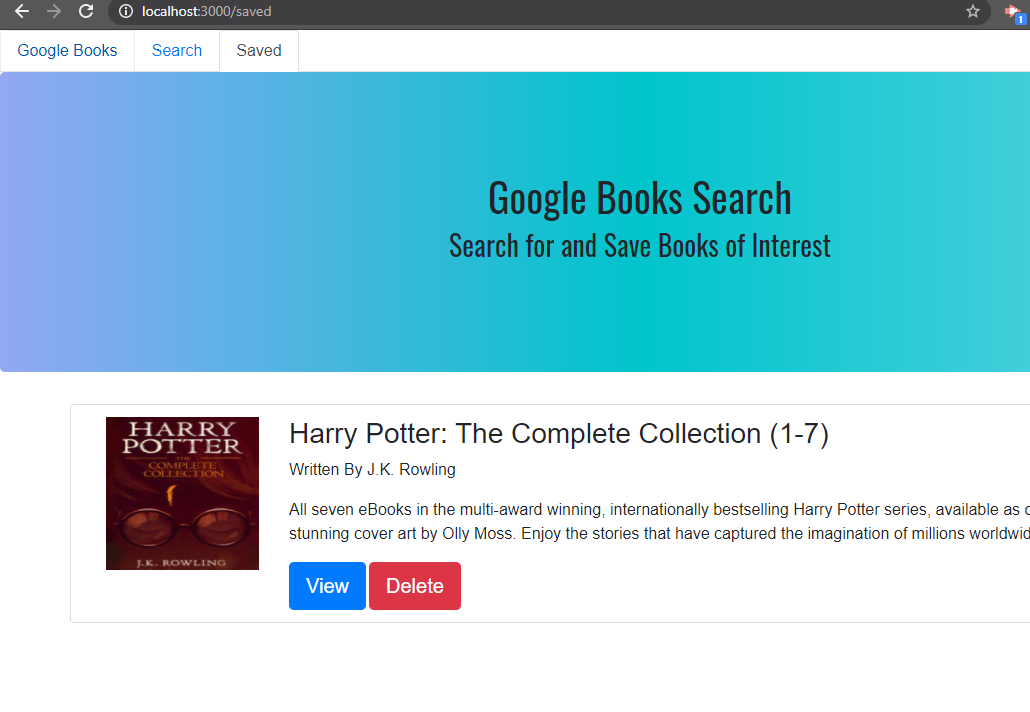 localhost:3000/saved
1
Google Books Search Saved
Google Books Search
Search for and Save Books of Interest
HARRY
POTTER
THE
COMPLETE
COLLECTION
J.K. ROWLING
Harry Potter: The Complete Collection (1-7)
Written By J.K. Rowling
All seven eBooks in the multi-award winning, internationally bestselling Harry Potter series, available as
stunning cover art by Olly Moss. Enjoy the stories that have captured the imagination of millions
View Delete